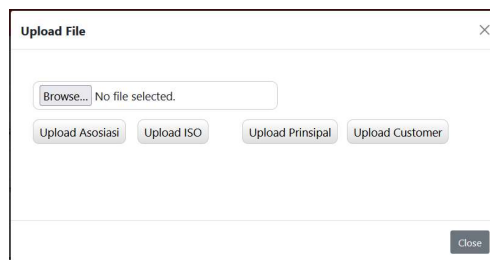 Upload File
Browse... No file selected.
Upload Asosiasi Upload ISO Upload Prinsipal Upload Customer
Close